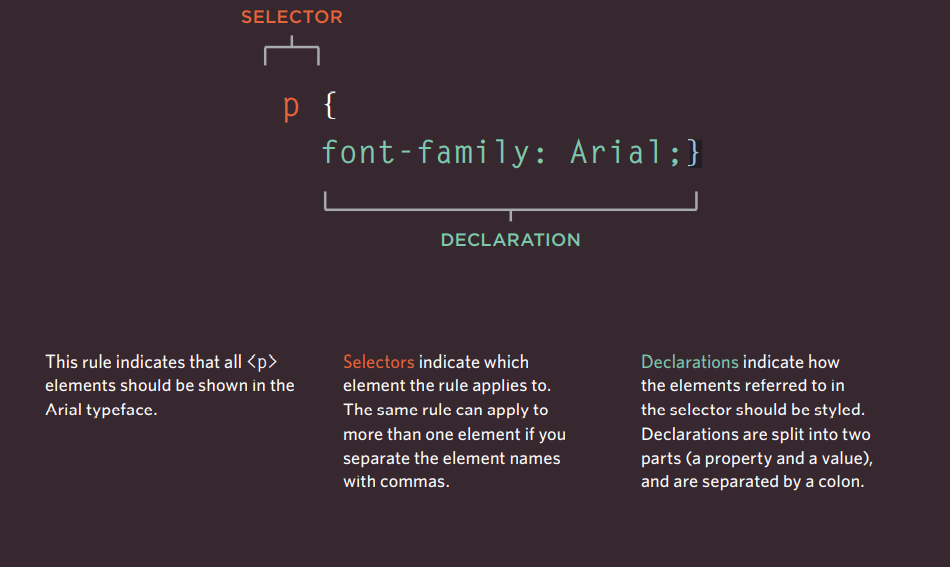 SELECTOR
p {
font-family: Arial;}
DECLARATION
This rule indicates that all <p>
elements should be shown in the
Arial typeface.
Selectors indicate which
element the rule applies to.
The same rule can apply to
more than one element if you
separate the element names
with commas.
Declarations indicate how
the elements referred to in
the selector should be styled.
Declarations are split into two
parts (a property and a value),
and are separated by a colon.